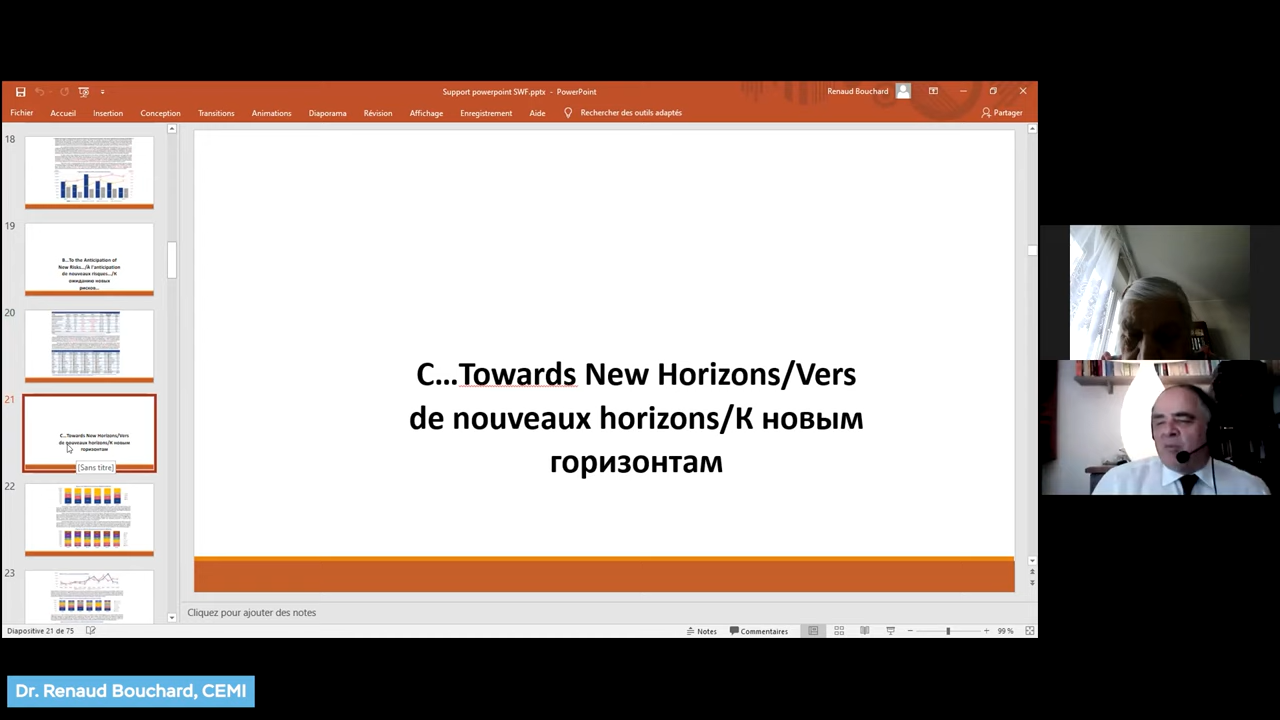 Support powerpoint SWF.pptx - PowerPoint
Renaud Bouchard
Fichier Accueil Insertion Conception Transitions Animations Diaporama Révision Affichage Enregistrement Aide Rechercher des outils adaptés Partager
18
19
B...To the Anticipation of
New Risks.../À l'anticipation
de nouveaux risques.../К
ожиданию новых
рисков...
20
21
C...Towards New Horizons/Vers
de nouveaux horizons/К новым
горизонтам
[Sans titre]
22
23
C...Towards New Horizons/Vers
de nouveaux horizons/К новым
горизонтам
Cliquez pour ajouter des notes
Diapositive 21 de 75 Notes Commentaires 99 %
Dr. Renaud Bouchard, CEMI